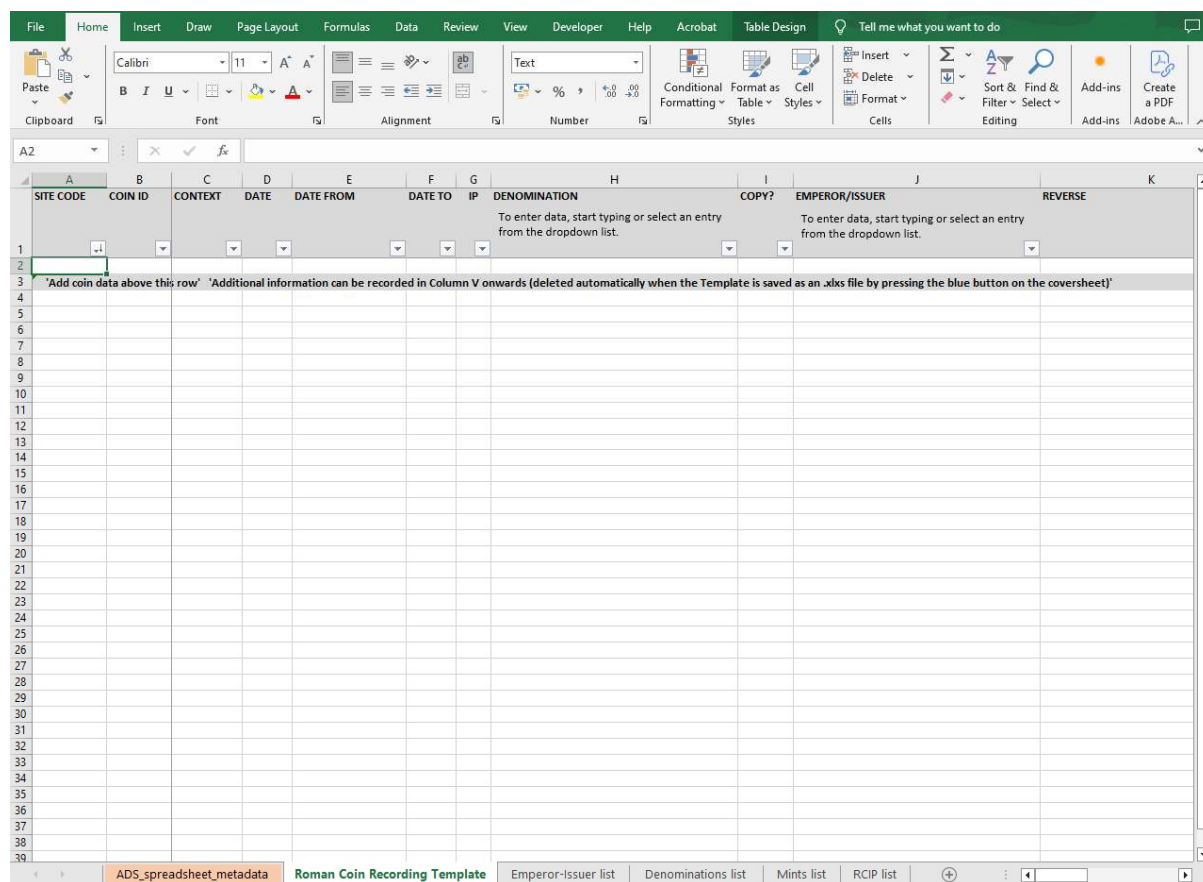 File Home Insert Draw Page Layout Formulas Data Review View Developer Help Acrobat Table Design Tell me what you want to do
Paste
Calibri 11 A A
B I U A
ab
Text
% , .00 .00
Conditional Formatting
Format as Table
Cell Styles
Insert
Delete
Format
Sort & Filter
Find & Select
Add-ins
Create a PDF
Clipboard Font Alignment Number Styles Cells Editing Add-ins Adobe A...
A2 fx
A B C D E F G H I J K
SITE CODE COIN ID CONTEXT DATE DATE FROM DATE TO IP DENOMINATION COPY? EMPEROR/ISSUER REVERSE
To enter data, start typing or select an entry
from the dropdown list.
To enter data, start typing or select an entry
from the dropdown list.
1
2
3 'Add coin data above this row' 'Additional information can be recorded in Column V onwards (deleted automatically when the Template is saved as an .xlxs file by pressing the blue button on the coversheet)'
4
5
6
7
8
9
10
11
12
13
14
15
16
17
18
19
20
21
22
23
24
25
26
27
28
29
30
31
32
33
34
35
36
37
38
39
ADS_spreadsheet_metadata Roman Coin Recording Template Emperor-Issuer list Denominations list Mints list RCIP list